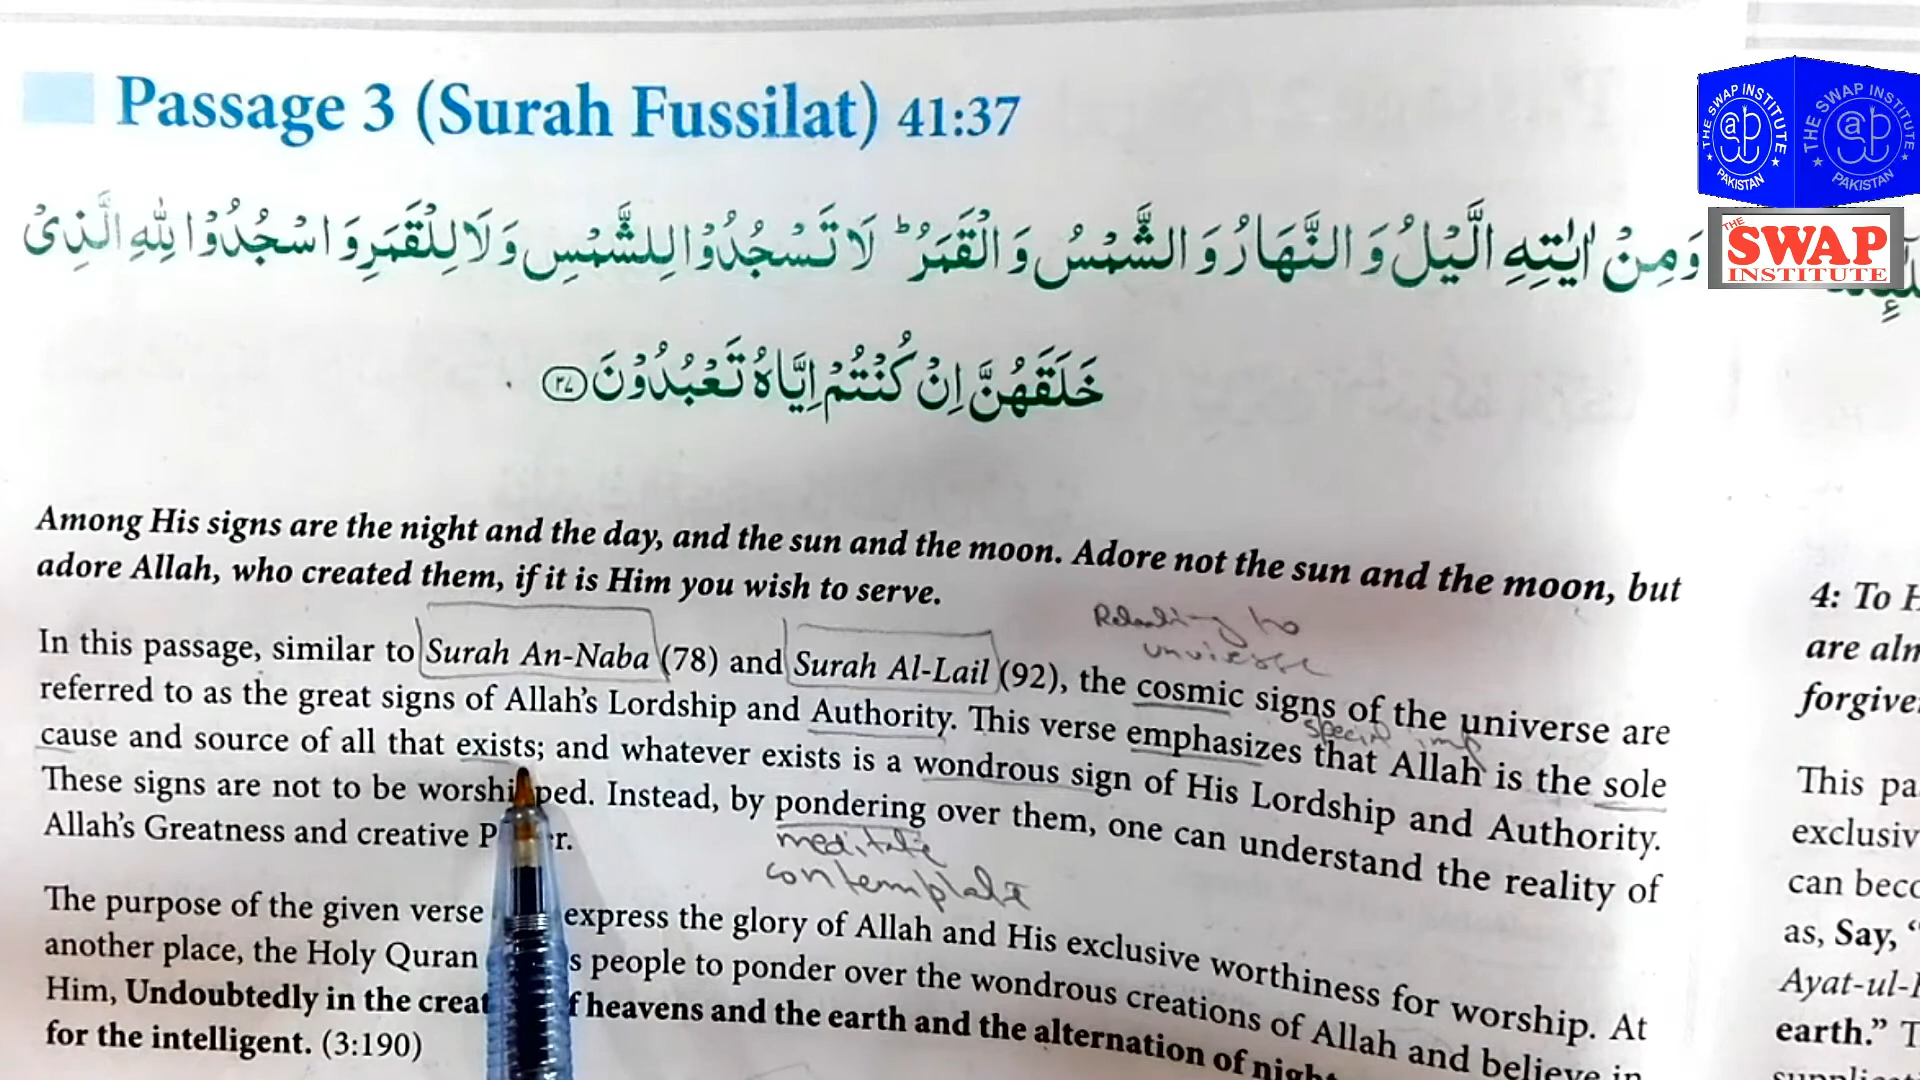 Passage 3 (Surah Fussilat) 41:37
THE SWAP INSTITUTE
PAKISTAN
THE SWAP INSTITUTE
PAKISTAN
THE
SWAP
INSTITUTE
وَمِنْ اٰيٰتِهِ الَّيْلُ وَالنَّهَارُ وَالشَّمْسُ وَالْقَمَرُ ؕ لَا تَسْجُدُوْا لِلشَّمْسِ وَلَا لِلْقَمَرِ وَاسْجُدُوْا لِلّٰهِ الَّذِىْ
خَلَقَهُنَّ اِنْ كُنْتُمْ اِيَّاهُ تَعْبُدُوْنَ ﴿۳۷﴾
Among His signs are the night and the day, and the sun and the moon. Adore not the sun and the moon, but
adore Allah, who created them, if it is Him you wish to serve.
Relating to
universe
In this passage, similar to Surah An-Naba (78) and Surah Al-Lail (92), the cosmic signs of the universe are
referred to as the great signs of Allah's Lordship and Authority. This verse emphasizes that Allah is the sole
special imp
cause and source of all that exists; and whatever exists is a wondrous sign of His Lordship and Authority.
These signs are not to be worshipped. Instead, by pondering over them, one can understand the reality of
Allah's Greatness and creative P r.
meditate
contemplate
The purpose of the given verse express the glory of Allah and His exclusive worthiness for worship. At
another place, the Holy Quran s people to ponder over the wondrous creations of Allah and believe in
Him, Undoubtedly in the creat f heavens and the earth and the alternation of night
for the intelligent. (3:190)
4: To H
are alm
forgive
This pa
exclusiv
can beco
as, Say, "
Ayat-ul-
earth." T